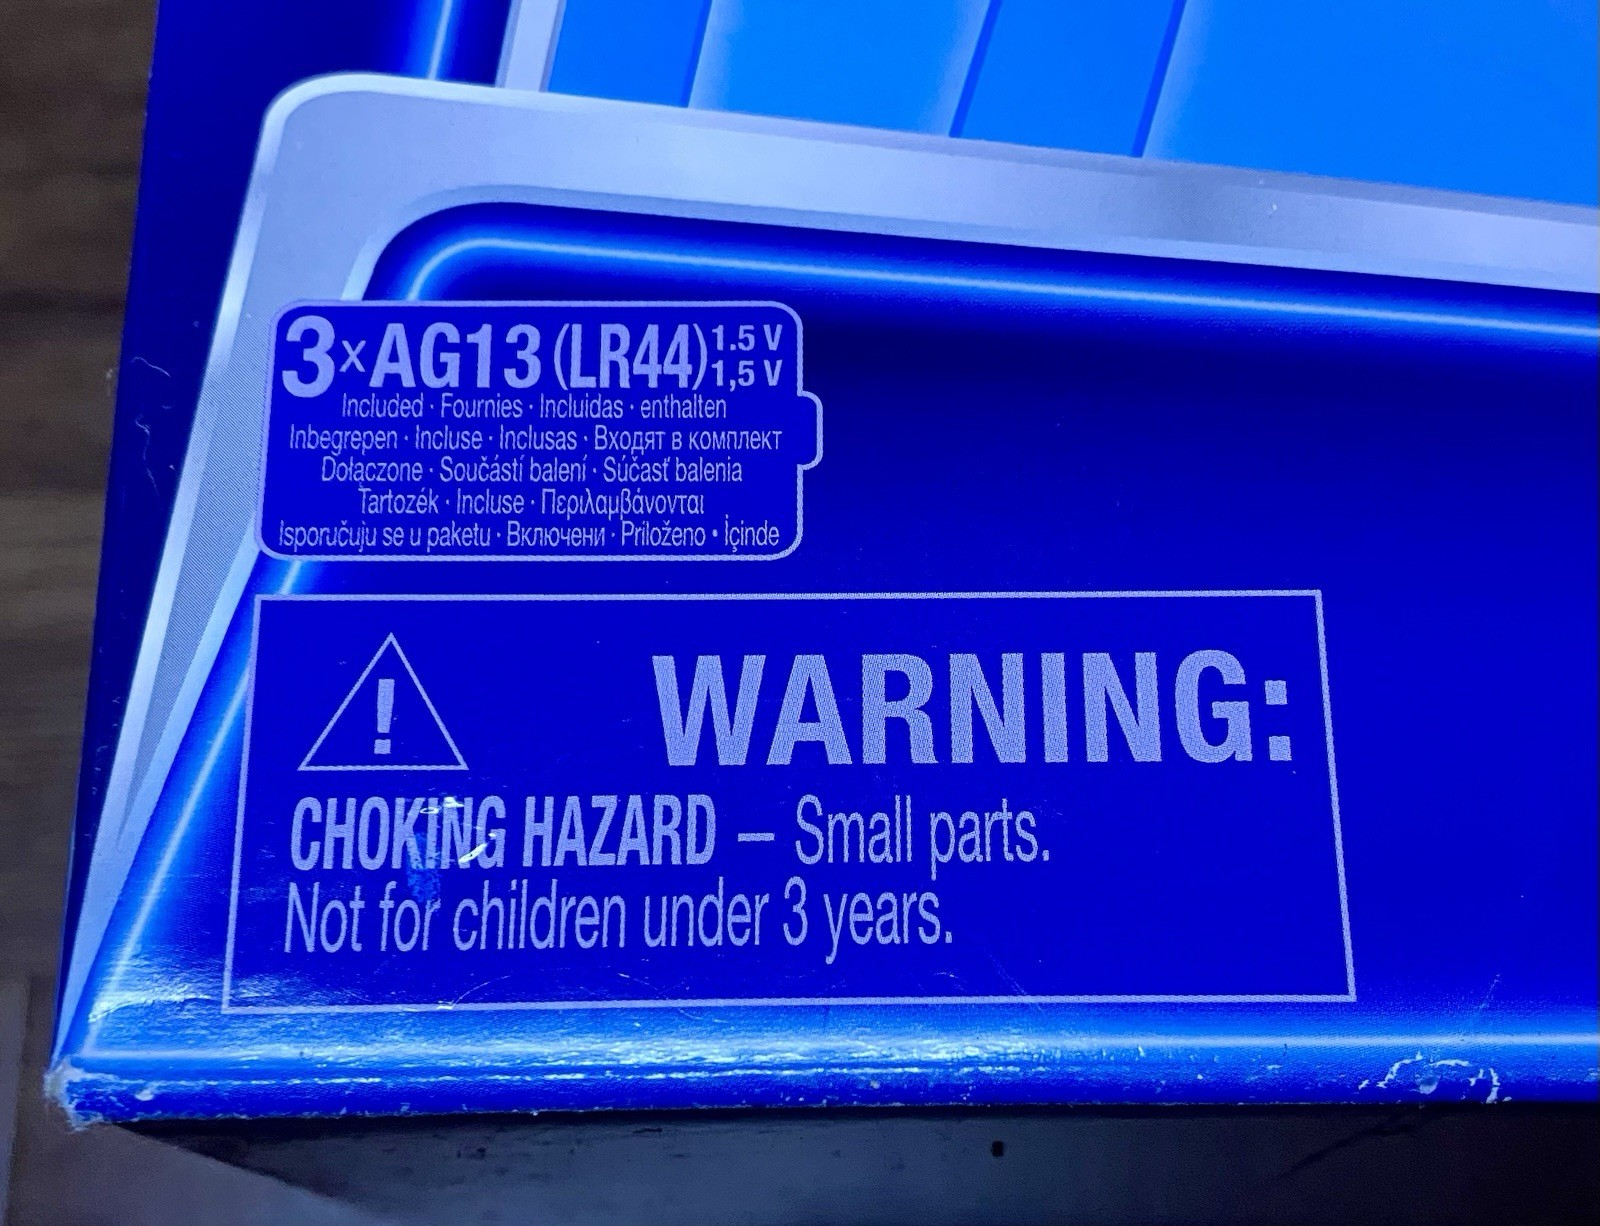 3xAG13 (LR44) 1.5 V
1,5 V
Included · Fournies · Incluidas · enthalten
Inbegrepen · Incluse · Inclusas · Входят в комплект
Dołączone · Součástí balení · Súčasť balenia
Tartozék · Incluse · Περιλαμβάνονται
Isporučuju se u paketu · Включени · Priloženo • İçinde
! WARNING:
CHOKING HAZARD – Small parts.
Not for children under 3 years.